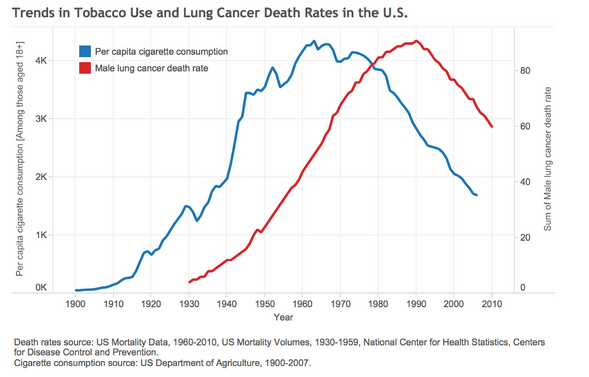 Trends in Tobacco Use and Lung Cancer Death Rates in the U.S.
Per capita cigarette consumption
Male lung cancer death rate
Per capita cigarette consumption [Among those aged 18+]
4K
3K
2K
1K
0K
80
60
40
20
0
Sum of Male lung cancer death rate
1900 1910 1920 1930 1940 1950 1960 1970 1980 1990 2000 2010
Year
Death rates source: US Mortality Data, 1960-2010, US Mortality Volumes, 1930-1959, National Center for Health Statistics, Centers
for Disease Control and Prevention.
Cigarette consumption source: US Department of Agriculture, 1900-2007.